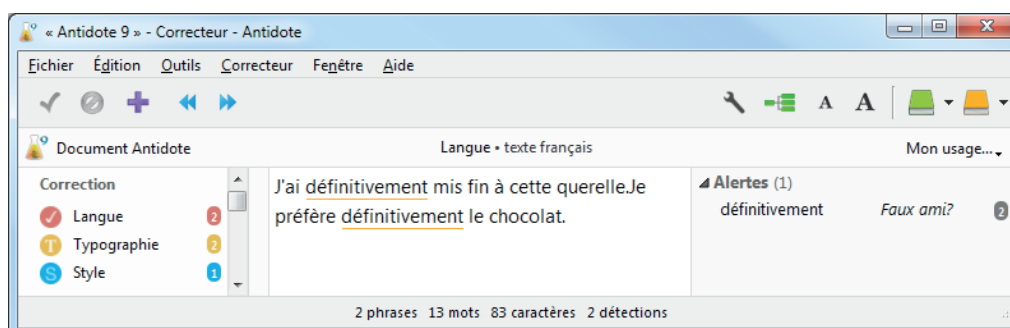 « Antidote 9 » - Correcteur - Antidote
Fichier Édition Outils Correcteur Fenêtre Aide
A A
9 Document Antidote Langue • texte français Mon usage...
Correction
Langue 2
T Typographie 2
S Style 1
J'ai définitivement mis fin à cette querelle.Je
préfère définitivement le chocolat.
Alertes (1)
définitivement Faux ami? 2
2 phrases 13 mots 83 caractères 2 détections